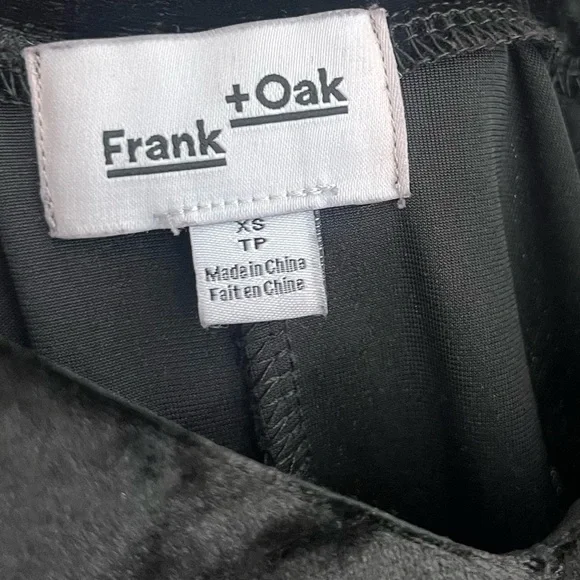 Frank + Oak
XS
TP
Made in China
Fait en Chine